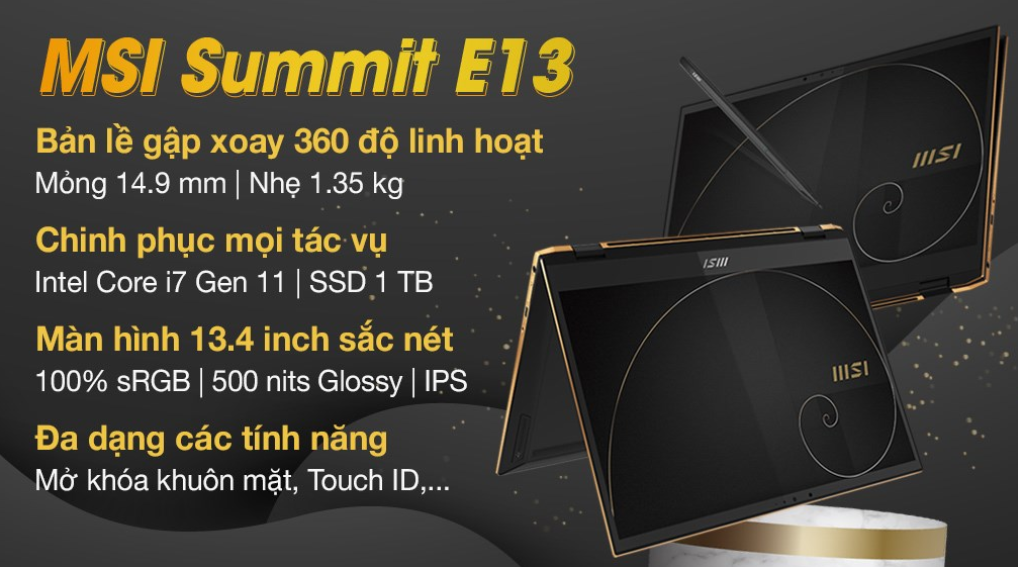 MSI Summit E13
Bản lề gập xoay 360 độ linh hoạt
Mỏng 14.9 mm | Nhẹ 1.35 kg
Chinh phục mọi tác vụ
Intel Core i7 Gen 11 | SSD 1 TB
Màn hình 13.4 inch sắc nét
100% sRGB | 500 nits Glossy | IPS
Đa dạng các tính năng
Mở khóa khuôn mặt, Touch ID,...
msi
msi
msi